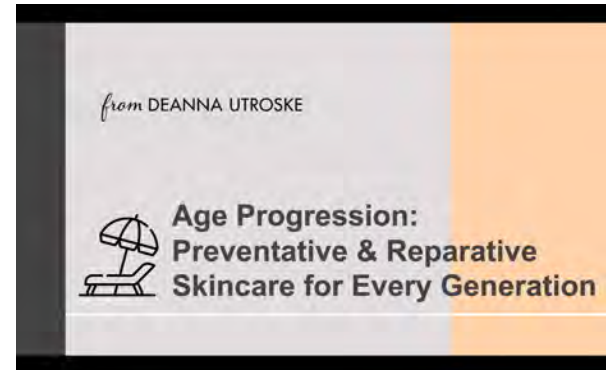 from DEANNA UTROSKE
Age Progression:
Preventative & Reparative
Skincare for Every Generation